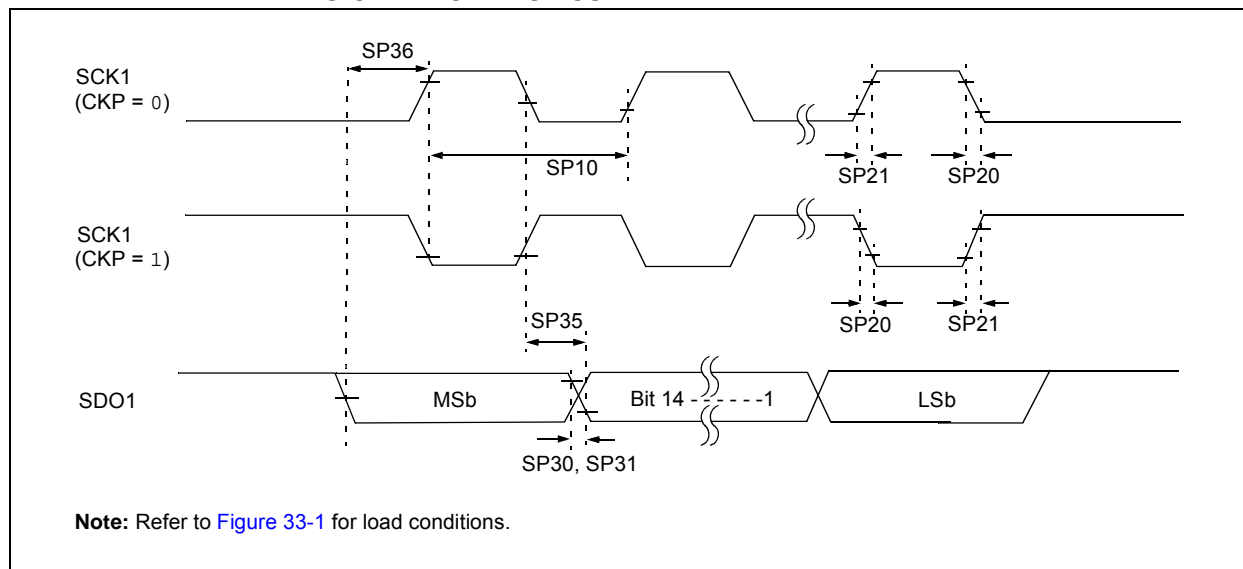 SP36
SCK1
(CKP = 0)
SP10
SP21
SP20
SCK1
(CKP = 1)
SP35
SP20
SP21
SDO1
MSb
Bit 14 - - - - - -1
LSb
SP30, SP31
Note: Refer to Figure 33-1 for load conditions.